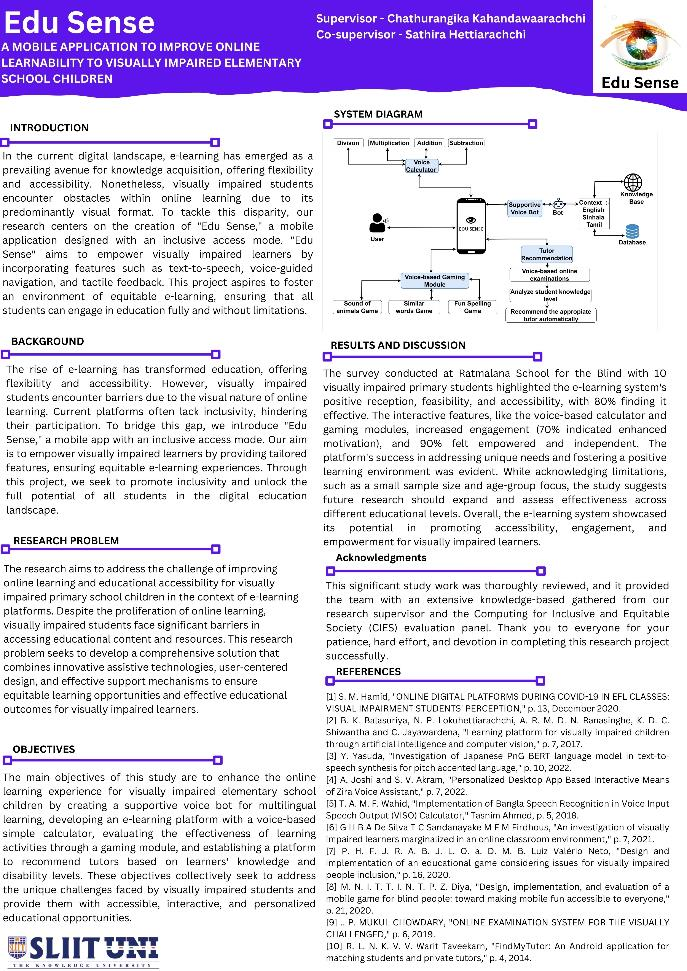 Edu Sense
A MOBILE APPLICATION TO IMPROVE ONLINE
LEARNABILITY TO VISUALLY IMPAIRED ELEMENTARY
SCHOOL CHILDREN
Supervisor - Chathurangika Kahandawaarachchi
Co-supervisor - Sathira Hettiarachchi
Edu Sense
INTRODUCTION
In the current digital landscape, e-learning has emerged as a
prevailing avenue for knowledge acquisition, offering flexibility
and accessibility. Nonetheless, visually impaired students
encounter obstacles within online learning due to its
predominantly visual format. To tackle this disparity, our
research centers on the creation of "Edu Sense," a mobile
application designed with an inclusive access mode. "Edu
Sense" aims to empower visually impaired learners by
incorporating features such as text-to-speech, voice-guided
navigation, and tactile feedback. This project aspires to foster
an environment of equitable e-learning, ensuring that all
students can engage in education fully and without limitations.
BACKGROUND
The rise of e-learning has transformed education, offering
flexibility and accessibility. However, visually impaired
students encounter barriers due to the visual nature of online
learning. Current platforms often lack inclusivity, hindering
their participation. To bridge this gap, we introduce "Edu
Sense," a mobile app with an inclusive access mode. Our aim
is to empower visually impaired learners by providing tailored
features, ensuring equitable e-learning experiences. Through
this project, we seek to promote inclusivity and unlock the
full potential of all students in the digital education
landscape.
RESEARCH PROBLEM
The research aims to address the challenge of improving
online learning and educational accessibility for visually
impaired primary school children in the context of e-learning
platforms. Despite the proliferation of online learning,
visually impaired students face significant barriers in
accessing educational content and resources. This research
problem seeks to develop a comprehensive solution that
combines innovative assistive technologies, user-centered
design, and effective support mechanisms to ensure
equitable learning opportunities and effective educational
outcomes for visually impaired learners.
OBJECTIVES
The main objectives of this study are to enhance the online
learning experience for visually impaired elementary school
children by creating a supportive voice bot for multilingual
learning, developing an e-learning platform with a voice-based
simple calculator, evaluating the effectiveness of learning
activities through a gaming module, and establishing a platform
to recommend tutors based on learners' knowledge and
disability levels. These objectives collectively seek to address
the unique challenges faced by visually impaired students and
provide them with accessible, interactive, and personalized
educational opportunities.
SLIIT UNI
THE KNOWLEDGE UNIVERSITY
SYSTEM DIAGRAM
Divison
Multiplication
Addition
Subtraction
Voice
Calculator
User
EDU SENSE
Supportive
Voice Bot
Bot
Context :
English
Sinhala
Tamil
Knowledge
Base
Database
Tutor
Recommendation
Voice-based online
examinations
Analyze student knowledge
level
Recommend the appropiate
tutor automatically
Voice-based Gaming
Module
Sound of
animals Game
Similar
words Game
Fun Spelling
Game
RESULTS AND DISCUSSION
The survey conducted at Ratmalana School for the Blind with 10
visually impaired primary students highlighted the e-learning system's
positive reception, feasibility, and accessibility, with 80% finding it
effective. The interactive features, like the voice-based calculator and
gaming modules, increased engagement (70% indicated enhanced
motivation), and 90% felt empowered and independent. The
platform's success in addressing unique needs and fostering a positive
learning environment was evident. While acknowledging limitations,
such as a small sample size and age-group focus, the study suggests
future research should expand and assess effectiveness across
different educational levels. Overall, the e-learning system showcased
its potential in promoting accessibility, engagement, and
empowerment for visually impaired learners.
Acknowledgments
This significant study work was thoroughly reviewed, and it provided
the team with an extensive knowledge-based gathered from our
research supervisor and the Computing for Inclusive and Equitable
Society (CIES) evaluation panel. Thank you to everyone for your
patience, hard effort, and devotion in completing this research project
successfully.
REFERENCES
[1] S. M. Hamid, "ONLINE DIGITAL PLATFORMS DURING COVID-19 IN EFL CLASSES:
VISUAL IMPAIRMENT STUDENTS' PERCEPTION," p. 13, December 2020.
[2] B. K. Balasuriya, N. P. Lokuhettiarachchi, A. R. M. D. N. Ranasinghe, K. D. C.
Shiwantha and C. Jayawardena, "Learning platform for visually impaired children
through artificial intelligence and computer vision," p. 7, 2017.
[3] Y. Yasuda, "Investigation of Japanese PnG BERT language model in text-to-
speech synthesis for pitch accented language," p. 10, 2022.
[4] A. Joshi and S. V. Akram, "Personalized Desktop App Based Interactive Means
of Zira Voice Assistant," p. 7, 2022.
[5] T. A. M. F. Wahid, "Implementation of Bangla Speech Recognition in Voice Input
Speech Output (VISO) Calculator," Tasnim Ahmed, p. 5, 2018.
[6] G H B A De Silva T C Sandanayake M F M Firdhous, "An investigation of visually
impaired learners marginalized in an online classroom environment," p. 7, 2021.
[7] P. H. F. J. R. A. B. J. L. O. a. D. M. B. Luiz Valério Neto, "Design and
implementation of an educational game considering issues for visually impaired
people inclusion," p. 16, 2020.
[8] M. N. I. T. T. I. N. T. P. Z. Diya, "Design, implementation, and evaluation of a
mobile game for blind people: toward making mobile fun accessible to everyone,"
p. 21, 2020.
[9] .. P. MUKUL CHOWDARY, "ONLINE EXAMINATION SYSTEM FOR THE VISUALLY
CHALLENGED," p. 6, 2019.
[10] R. L. N. K. V. V. Warit Taveekarn, "FindMyTutor: An Android application for
matching students and private tutors," p. 4, 2014.